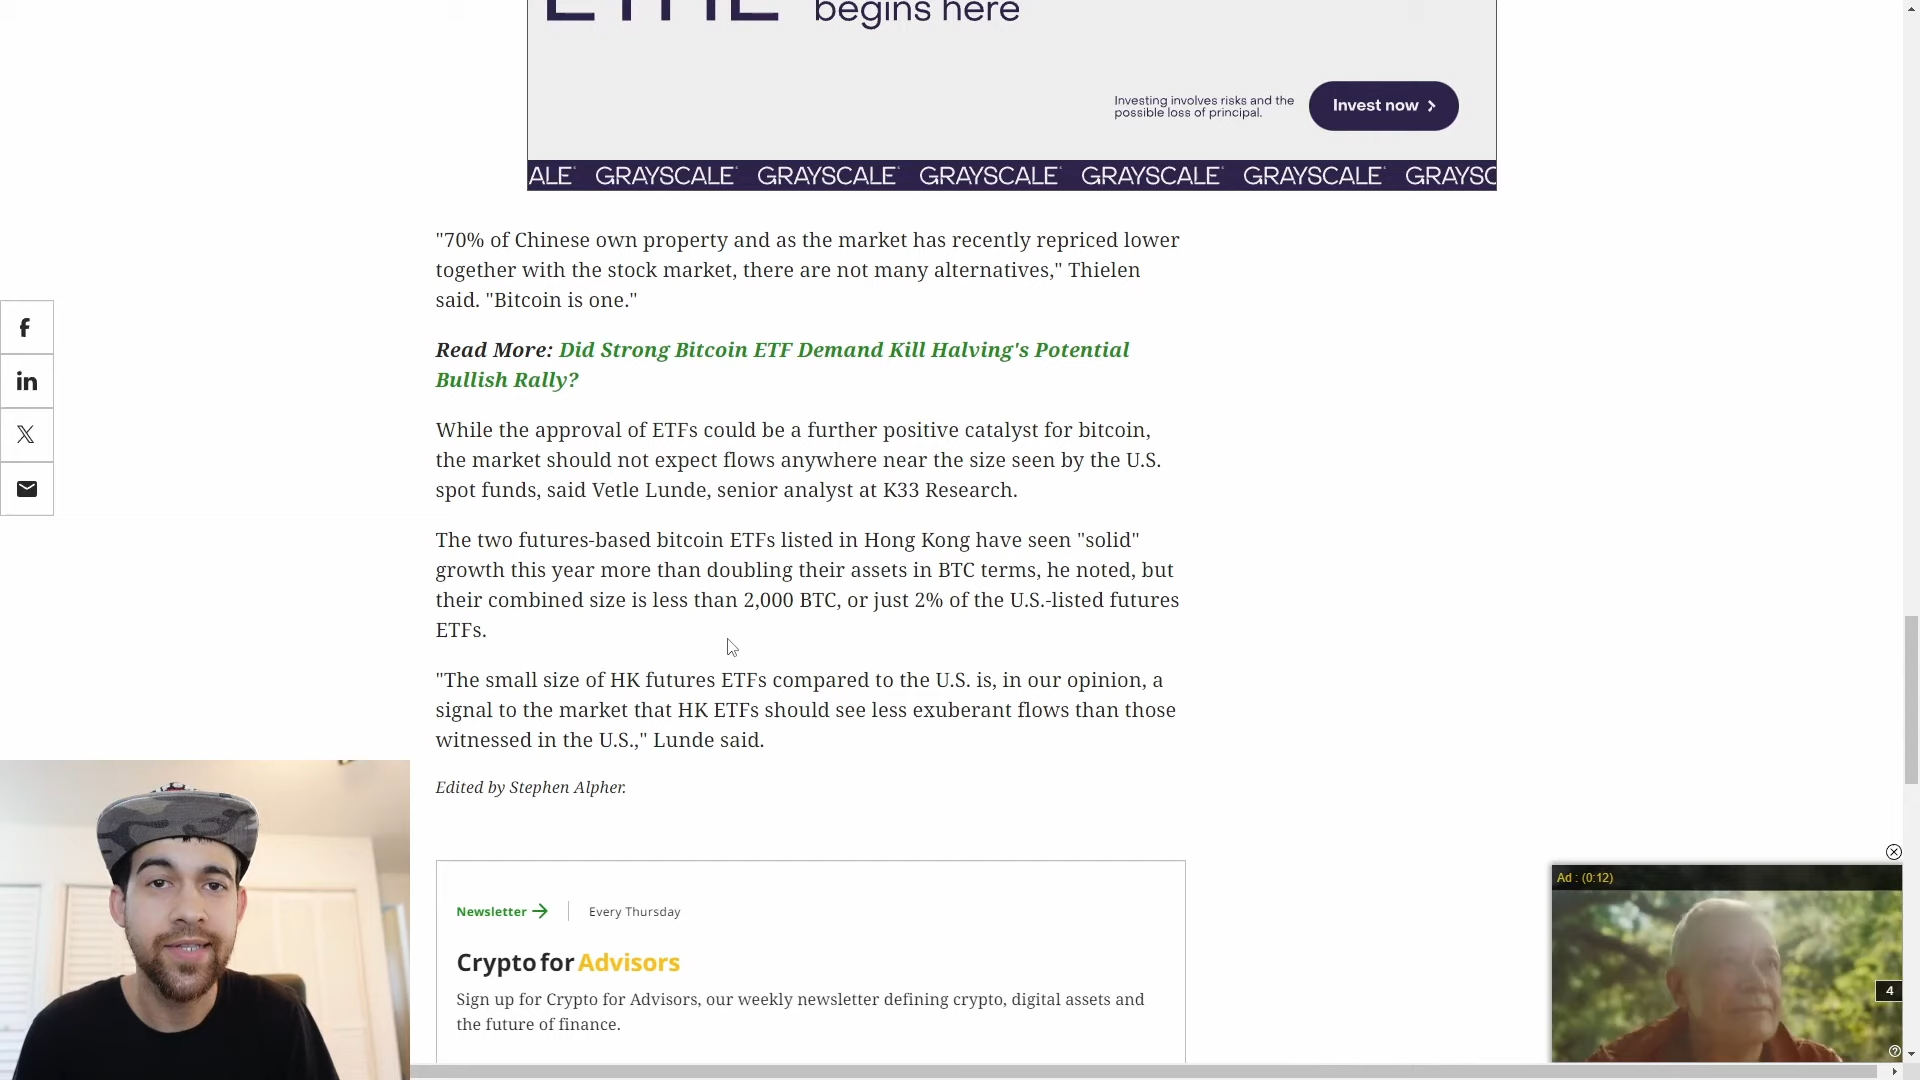 begins here
Investing involves risks and the
possible loss of principal.
Invest now
ALE GRAYSCALE GRAYSCALE GRAYSCALE GRAYSCALE GRAYSCALE GRAYSC
"70% of Chinese own property and as the market has recently repriced lower
together with the stock market, there are not many alternatives," Thielen
said. "Bitcoin is one."
Read More: Did Strong Bitcoin ETF Demand Kill Halving's Potential
Bullish Rally?
While the approval of ETFs could be a further positive catalyst for bitcoin,
the market should not expect flows anywhere near the size seen by the U.S.
spot funds, said Vetle Lunde, senior analyst at K33 Research.
The two futures-based bitcoin ETFs listed in Hong Kong have seen "solid"
growth this year more than doubling their assets in BTC terms, he noted, but
their combined size is less than 2,000 BTC, or just 2% of the U.S.-listed futures
ETFs.
"The small size of HK futures ETFs compared to the U.S. is, in our opinion, a
signal to the market that HK ETFs should see less exuberant flows than those
witnessed in the U.S.," Lunde said.
Edited by Stephen Alpher.
Newsletter
Every Thursday
Crypto for Advisors
Sign up for Crypto for Advisors, our weekly newsletter defining crypto, digital assets and
the future of finance.
Ad : (0:12)
4